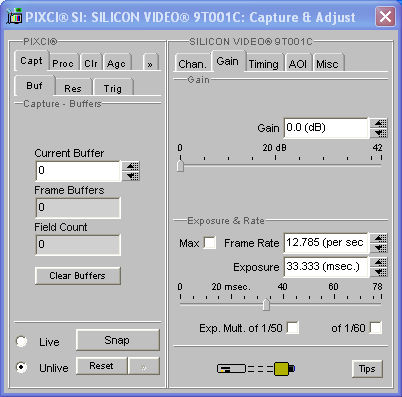 PIXCI® SI: SILICON VIDEO® 9T001C: Capture & Adjust
PIXCI®
Capt Proc Clr Agc »
Buf Res Trig
Capture - Buffers
Current Buffer
0
Frame Buffers
0
Field Count
0
Clear Buffers
Live
Snap
Unlive
Reset »
SILICON VIDEO® 9T001C
Chan. Gain Timing AOI Misc
Gain
Gain 0.0 (dB)
0 20 dB 42
Exposure & Rate
Max Frame Rate 12.785 (per sec
Exposure 33.333 (msec.)
0 20 msec. 40 60 78
Exp. Mult. of 1/50 of 1/60
Tips